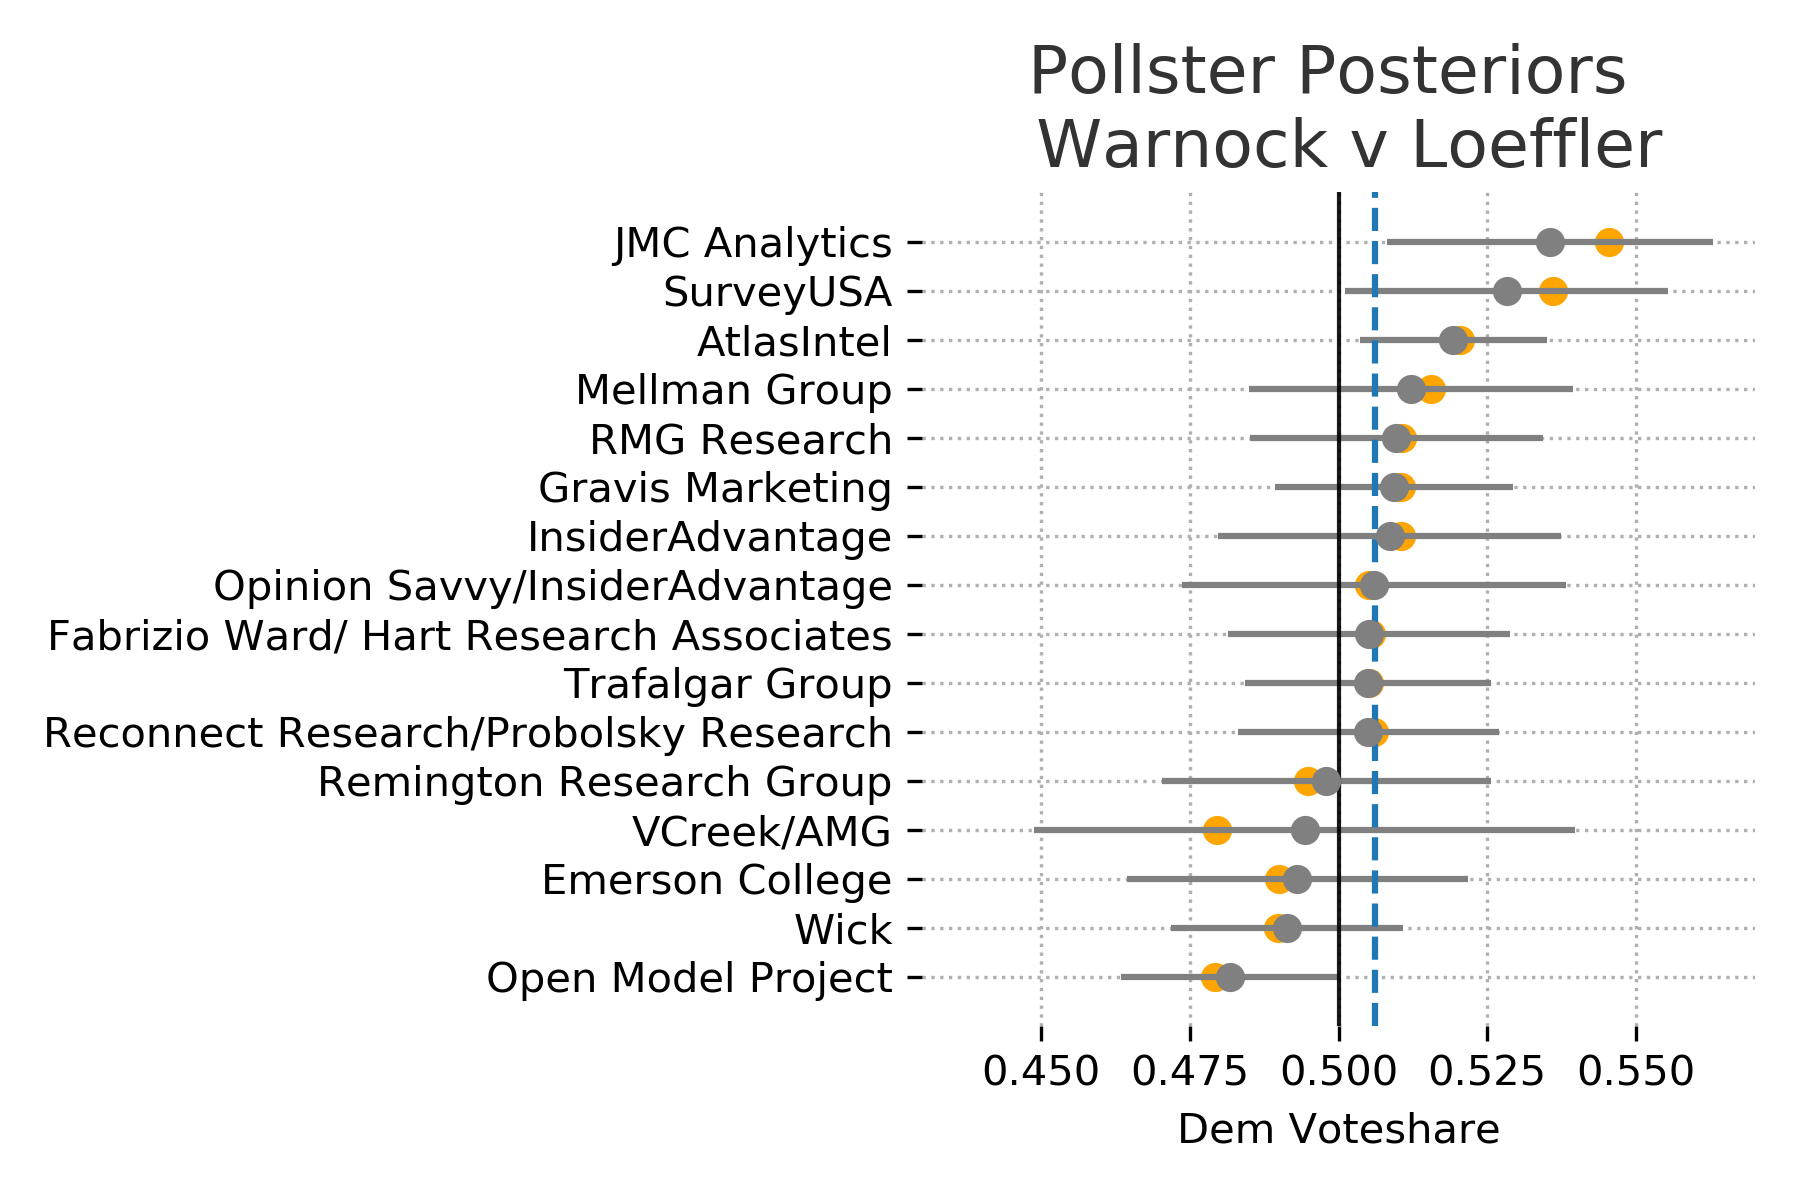 Pollster Posteriors
Warnock v Loeffler
JMC Analytics
SurveyUSA
AtlasIntel
Mellman Group
RMG Research
Gravis Marketing
InsiderAdvantage
Opinion Savvy/InsiderAdvantage
Fabrizio Ward/ Hart Research Associates
Trafalgar Group
Reconnect Research/Probolsky Research
Remington Research Group
VCreek/AMG
Emerson College
Wick
Open Model Project
0.450 0.475 0.500 0.525 0.550
Dem Voteshare